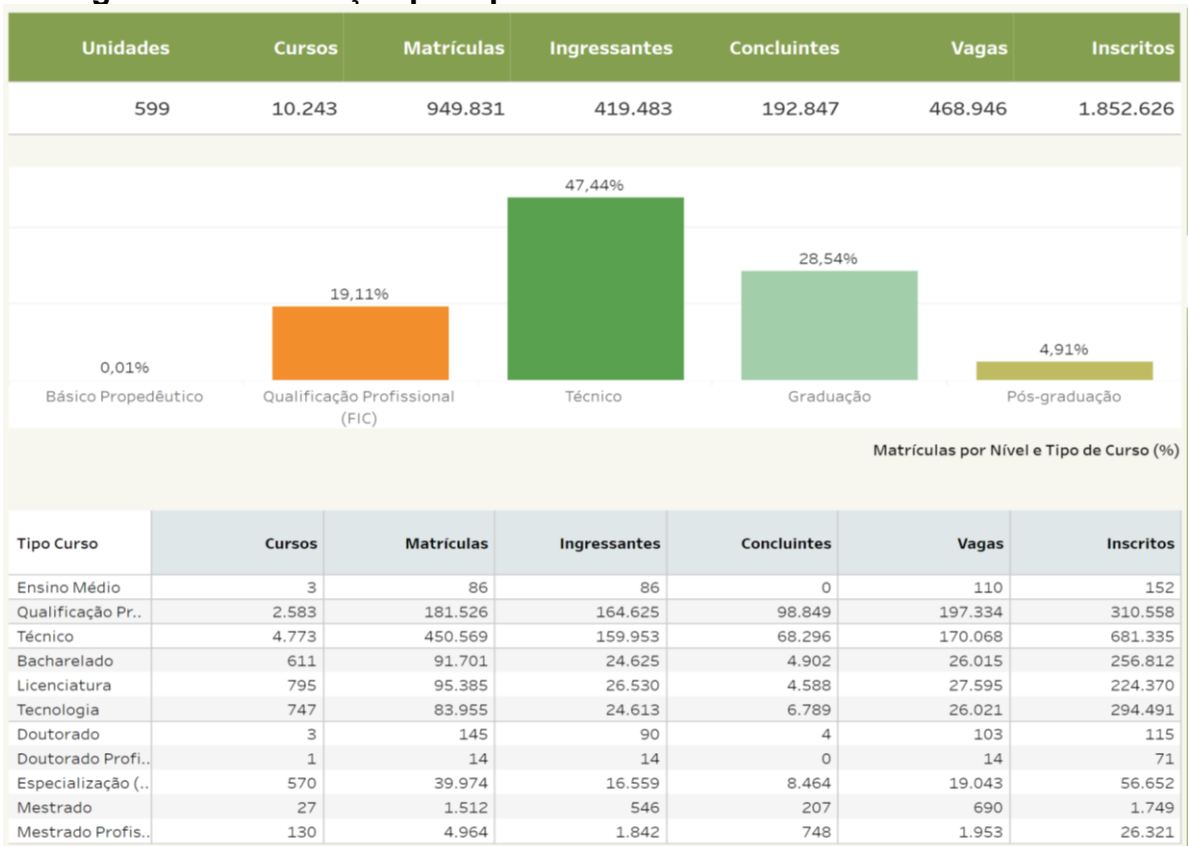 Unidades Cursos Matrículas Ingressantes Concluintes Vagas Inscritos
599 10.243 949.831 419.483 192.847 468.946 1.852.626
47,44%
28,54%
19,11%
4,91%
0,01%
Básico Propedêutico Qualificação Profissional Técnico Graduação Pós-graduação
(FIC)
Matrículas por Nível e Tipo de Curso (%)
Tipo Curso Cursos Matrículas Ingressantes Concluintes Vagas Inscritos
Ensino Médio 3 86 86 0 110 152
Qualificação Pr.. 2.583 181.526 164.625 98.849 197.334 310.558
Técnico 4.773 450.569 159.953 68.296 170.068 681.335
Bacharelado 611 91.701 24.625 4.902 26.015 256.812
Licenciatura 795 95.385 26.530 4.588 27.595 224.370
Tecnologia 747 83.955 24.613 6.789 26.021 294.491
Doutorado 3 145 90 4 103 115
Doutorado Profi.. 1 14 14 0 14 71
Especialização (.. 570 39.974 16.559 8.464 19.043 56.652
Mestrado 27 1.512 546 207 690 1.749
Mestrado Profis.. 130 4.964 1.842 748 1.953 26.321